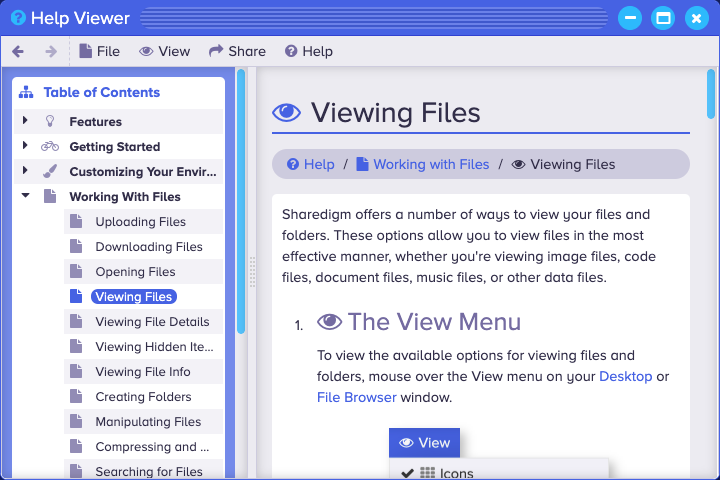 Help Viewer
File View Share Help
Table of Contents
Features
Getting Started
Customizing Your Envir...
Working With Files
Uploading Files
Downloading Files
Opening Files
Viewing Files
Viewing File Details
Viewing Hidden Ite...
Viewing File Info
Creating Folders
Manipulating Files
Compressing and ...
Searching for Files
Viewing Files
Help / Working with Files / Viewing Files
Sharedigm offers a number of ways to view your files and
folders. These options allow you to view files in the most
effective manner, whether you're viewing image files, code
files, document files, music files, or other data files.
1. The View Menu
To view the available options for viewing files and
folders, mouse over the View menu on your Desktop or
File Browser window.
View
Icons